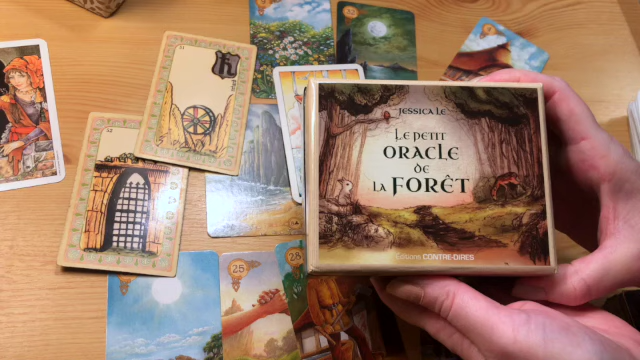 JESSICA LE
LE PETIT
ORACLE
DE
LA FORÊT
Éditions CONTRE-DIRES
25
28